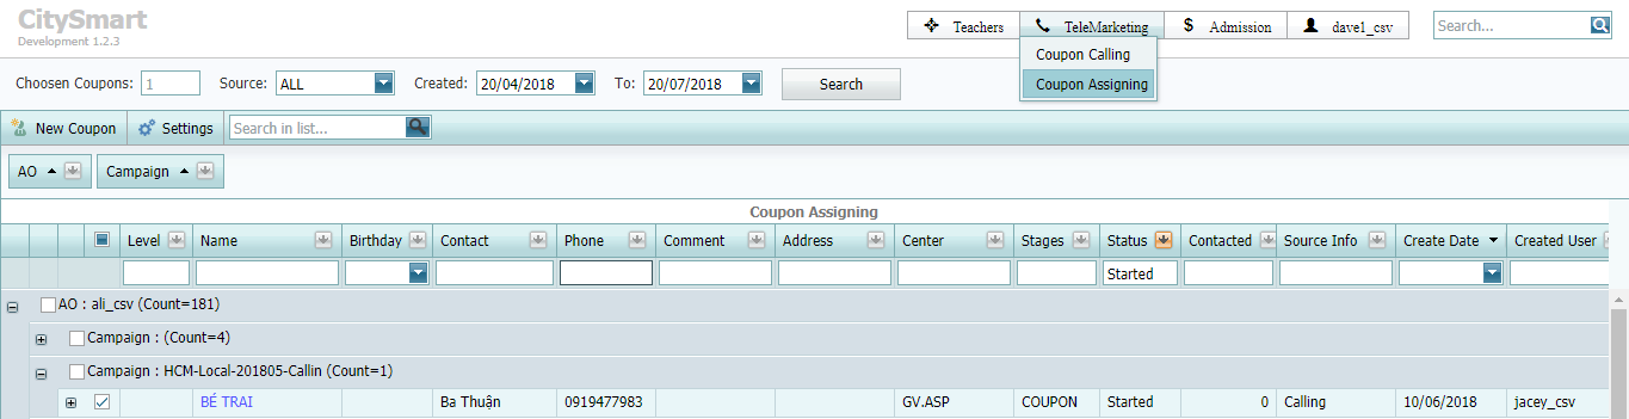 CitySmart
Development 1.2.3
Teachers TeleMarketing $ Admission dave1_csv Search...
Coupon Calling
Coupon Assigning
Choosen Coupons: 1 Source: ALL Created: 20/04/2018 To: 20/07/2018 Search
New Coupon Settings Search in list...
AO Campaign
Coupon Assigning
Level Name Birthday Contact Phone Comment Address Center Stages Status Contacted Source Info Create Date Created User
Started
AO : ali_csv (Count=181)
Campaign : (Count=4)
Campaign : HCM-Local-201805-Callin (Count=1)
BÉ TRAI Ba Thuận 0919477983 GV.ASP COUPON Started 0 Calling 10/06/2018 jacey_csv